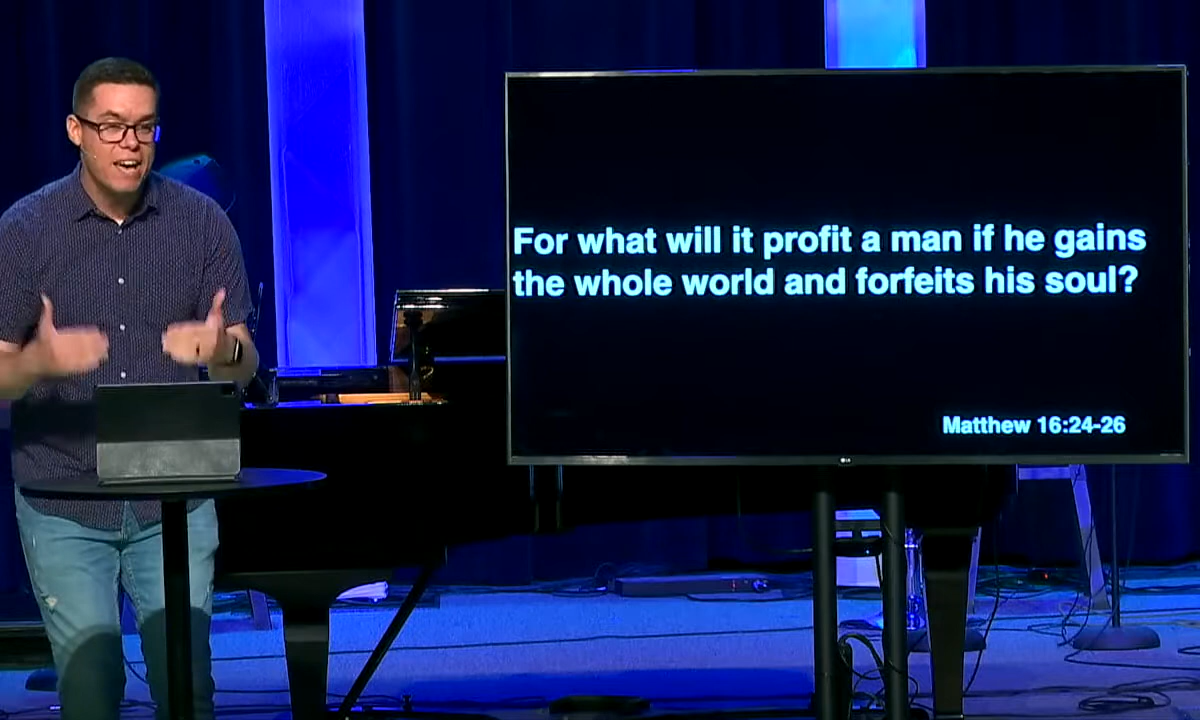 For what will it profit a man if he gains
the whole world and forfeits his soul?
Matthew 16:24-26
LG